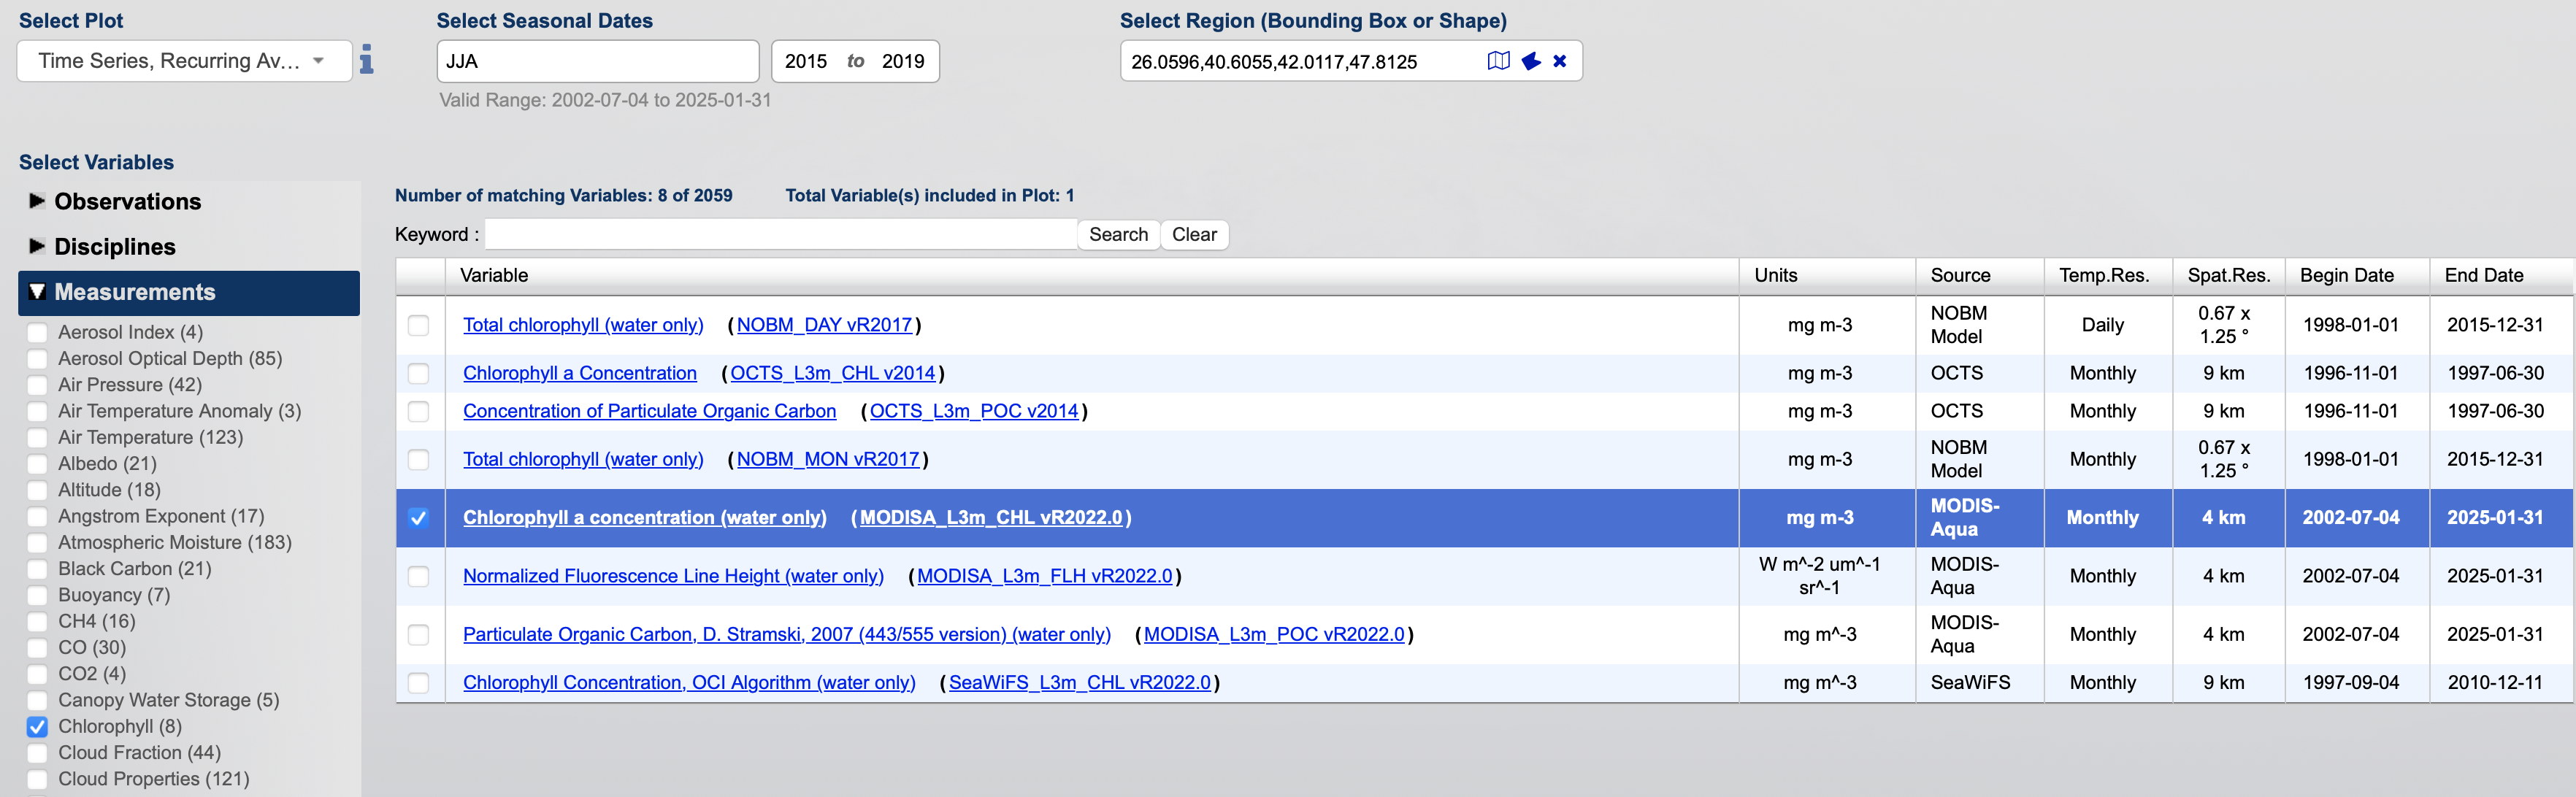 Select Plot
Time Series, Recurring Av...
Select Seasonal Dates
JJA
2015 to 2019
Valid Range: 2002-07-04 to 2025-01-31
Select Region (Bounding Box or Shape)
26.0596,40.6055,42.0117,47.8125
Select Variables
Observations
Disciplines
Measurements
Aerosol Index (4)
Aerosol Optical Depth (85)
Air Pressure (42)
Air Temperature Anomaly (3)
Air Temperature (123)
Albedo (21)
Altitude (18)
Angstrom Exponent (17)
Atmospheric Moisture (183)
Black Carbon (21)
Buoyancy (7)
CH4 (16)
CO (30)
CO2 (4)
Canopy Water Storage (5)
Chlorophyll (8)
Cloud Fraction (44)
Cloud Properties (121)
Number of matching Variables: 8 of 2059 Total Variable(s) included in Plot: 1
Keyword : Search Clear
Variable Units Source Temp.Res. Spat.Res. Begin Date End Date
Total chlorophyll (water only) (NOBM_DAY vR2017) mg m-3 NOBM Model Daily 0.67 x 1.25 ° 1998-01-01 2015-12-31
Chlorophyll a Concentration (OCTS_L3m_CHL v2014) mg m-3 OCTS Monthly 9 km 1996-11-01 1997-06-30
Concentration of Particulate Organic Carbon (OCTS_L3m_POC v2014) mg m-3 OCTS Monthly 9 km 1996-11-01 1997-06-30
Total chlorophyll (water only) (NOBM_MON vR2017) mg m-3 NOBM Model Monthly 0.67 x 1.25 ° 1998-01-01 2015-12-31
Chlorophyll a concentration (water only) (MODISA_L3m_CHL vR2022.0) mg m-3 MODIS-Aqua Monthly 4 km 2002-07-04 2025-01-31
Normalized Fluorescence Line Height (water only) (MODISA_L3m_FLH vR2022.0) W m^-2 um^-1 sr^-1 MODIS-Aqua Monthly 4 km 2002-07-04 2025-01-31
Particulate Organic Carbon, D. Stramski, 2007 (443/555 version) (water only) (MODISA_L3m_POC vR2022.0) mg m^-3 MODIS-Aqua Monthly 4 km 2002-07-04 2025-01-31
Chlorophyll Concentration, OCI Algorithm (water only) (SeaWiFS_L3m_CHL vR2022.0) mg m^-3 SeaWiFS Monthly 9 km 1997-09-04 2010-12-11